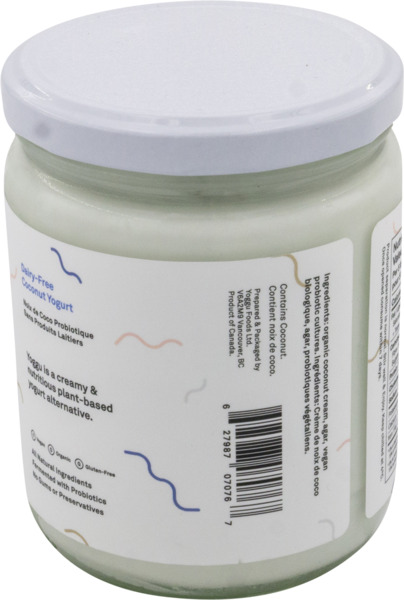 Dairy-Free
Coconut Yogurt
Noix de Coco Probiotique
Sans Produits Laitiers
Yoggu is a creamy &
nutritious plant-based
yogurt alternative.
Vegan
Organic
Gluten-Free
All Natural Ingredients
Fermented with Probiotics
No Gums or Preservatives
Ingredients: organic coconut cream, agar, vegan
probiotic cultures. Ingrédients: Crème de noix de coco
biologique, agar, probiotiques végétaliens.
Contains Coconut.
Contient noix de coco.
Prepared & Packaged by
Yoggu Foods Ltd.
V6A2M9 Vancouver, BC
Product of Canada.
6 27987 07076 7